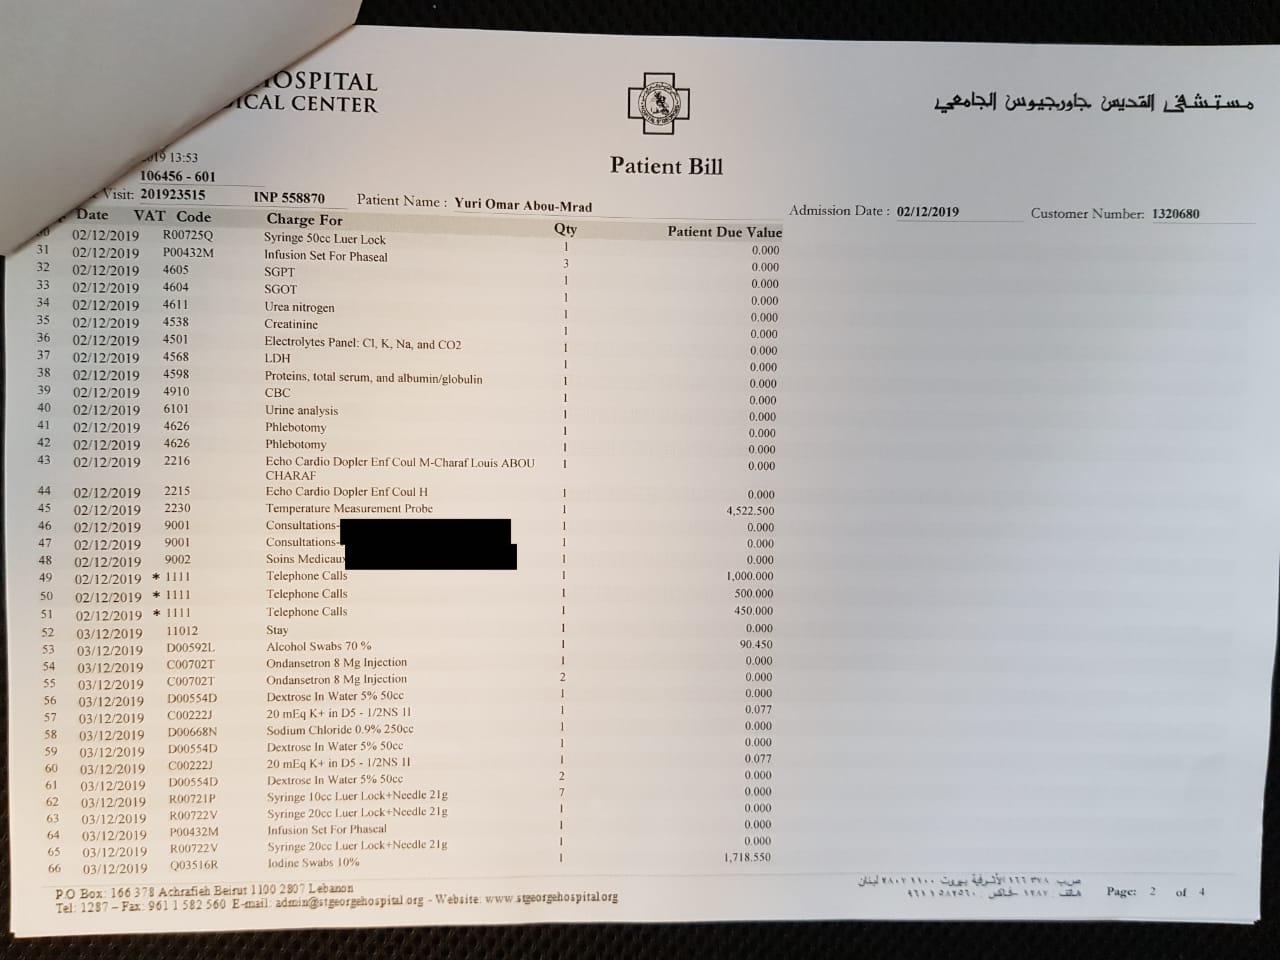 HOSPITAL
ICAL CENTER
مستشفى القديس جاورجيوس الجامعي
2019 13:53
Patient Bill
106456 - 601
Visit: 201923515 INP 558870 Patient Name : Yuri Omar Abou-Mrad Admission Date : 02/12/2019 Customer Number: 1320680
Date VAT Code Charge For Qty Patient Due Value
30 02/12/2019 R00725Q Syringe 50cc Luer Lock 1 0.000
31 02/12/2019 P00432M Infusion Set For Phaseal 3 0.000
32 02/12/2019 4605 SGPT 1 0.000
33 02/12/2019 4604 SGOT 1 0.000
34 02/12/2019 4611 Urea nitrogen 1 0.000
35 02/12/2019 4538 Creatinine 1 0.000
36 02/12/2019 4501 Electrolytes Panel: Cl, K, Na, and CO2 1 0.000
37 02/12/2019 4568 LDH 1 0.000
38 02/12/2019 4598 Proteins, total serum, and albumin/globulin 1 0.000
39 02/12/2019 4910 CBC 1 0.000
40 02/12/2019 6101 Urine analysis 1 0.000
41 02/12/2019 4626 Phlebotomy 1 0.000
42 02/12/2019 4626 Phlebotomy 1 0.000
43 02/12/2019 2216 Echo Cardio Dopler Enf Coul M-Charaf Louis ABOU 1 0.000
CHARAF
44 02/12/2019 2215 Echo Cardio Dopler Enf Coul H 1 0.000
45 02/12/2019 2230 Temperature Measurement Probe 1 4,522.500
46 02/12/2019 9001 Consultations- 1 0.000
47 02/12/2019 9001 Consultations- 1 0.000
48 02/12/2019 9002 Soins Medicaux 1 0.000
49 02/12/2019 * 1111 Telephone Calls 1 1,000.000
50 02/12/2019 * 1111 Telephone Calls 1 500.000
51 02/12/2019 * 1111 Telephone Calls 1 450.000
52 03/12/2019 11012 Stay 1 0.000
53 03/12/2019 D00592L Alcohol Swabs 70 % 1 90.450
54 03/12/2019 C00702T Ondansetron 8 Mg Injection 1 0.000
55 03/12/2019 C00702T Ondansetron 8 Mg Injection 2 0.000
56 03/12/2019 D00554D Dextrose In Water 5% 50cc 1 0.000
57 03/12/2019 C00222J 20 mEq K+ in D5 - 1/2NS 1l 1 0.077
58 03/12/2019 D00668N Sodium Chloride 0.9% 250cc 1 0.000
59 03/12/2019 D00554D Dextrose In Water 5% 50cc 1 0.000
60 03/12/2019 C00222J 20 mEq K+ in D5 - 1/2NS 1l 1 0.077
61 03/12/2019 D00554D Dextrose In Water 5% 50cc 2 0.000
62 03/12/2019 R00721P Syringe 10cc Luer Lock+Needle 21g 7 0.000
63 03/12/2019 R00722V Syringe 20cc Luer Lock+Needle 21g 1 0.000
64 03/12/2019 P00432M Infusion Set For Phaseal 1 0.000
65 03/12/2019 R00722V Syringe 20cc Luer Lock+Needle 21g 1 0.000
66 03/12/2019 Q03516R Iodine Swabs 10% 1 1,718.550
P.O Box: 166 378 Achrafieh Beirut 1100 2807 Lebanon
Tel: 1287 – Fax: 961 1 582 560 E-mail: admin@stgeorgehospital.org - Website: www.stgeorgehospital.org
ص.ب ١٦٦٣٧٨ الأشرفية بيروت ١١٠٠ ٢٨٠٧ لبنان
هاتف: ١٢٨٧ فاكس: ٩٦١١٥٨٢٥٦٠
Page: 2 of 4